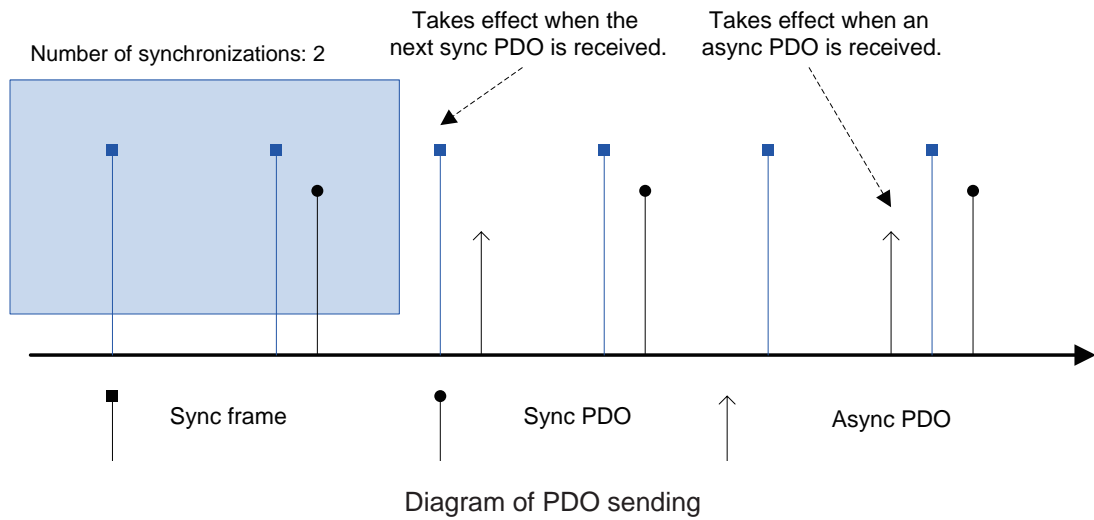 Number of synchronizations: 2
Takes effect when the
next sync PDO is received.
Takes effect when an
async PDO is received.
Sync frame
Sync PDO
Async PDO
Diagram of PDO sending